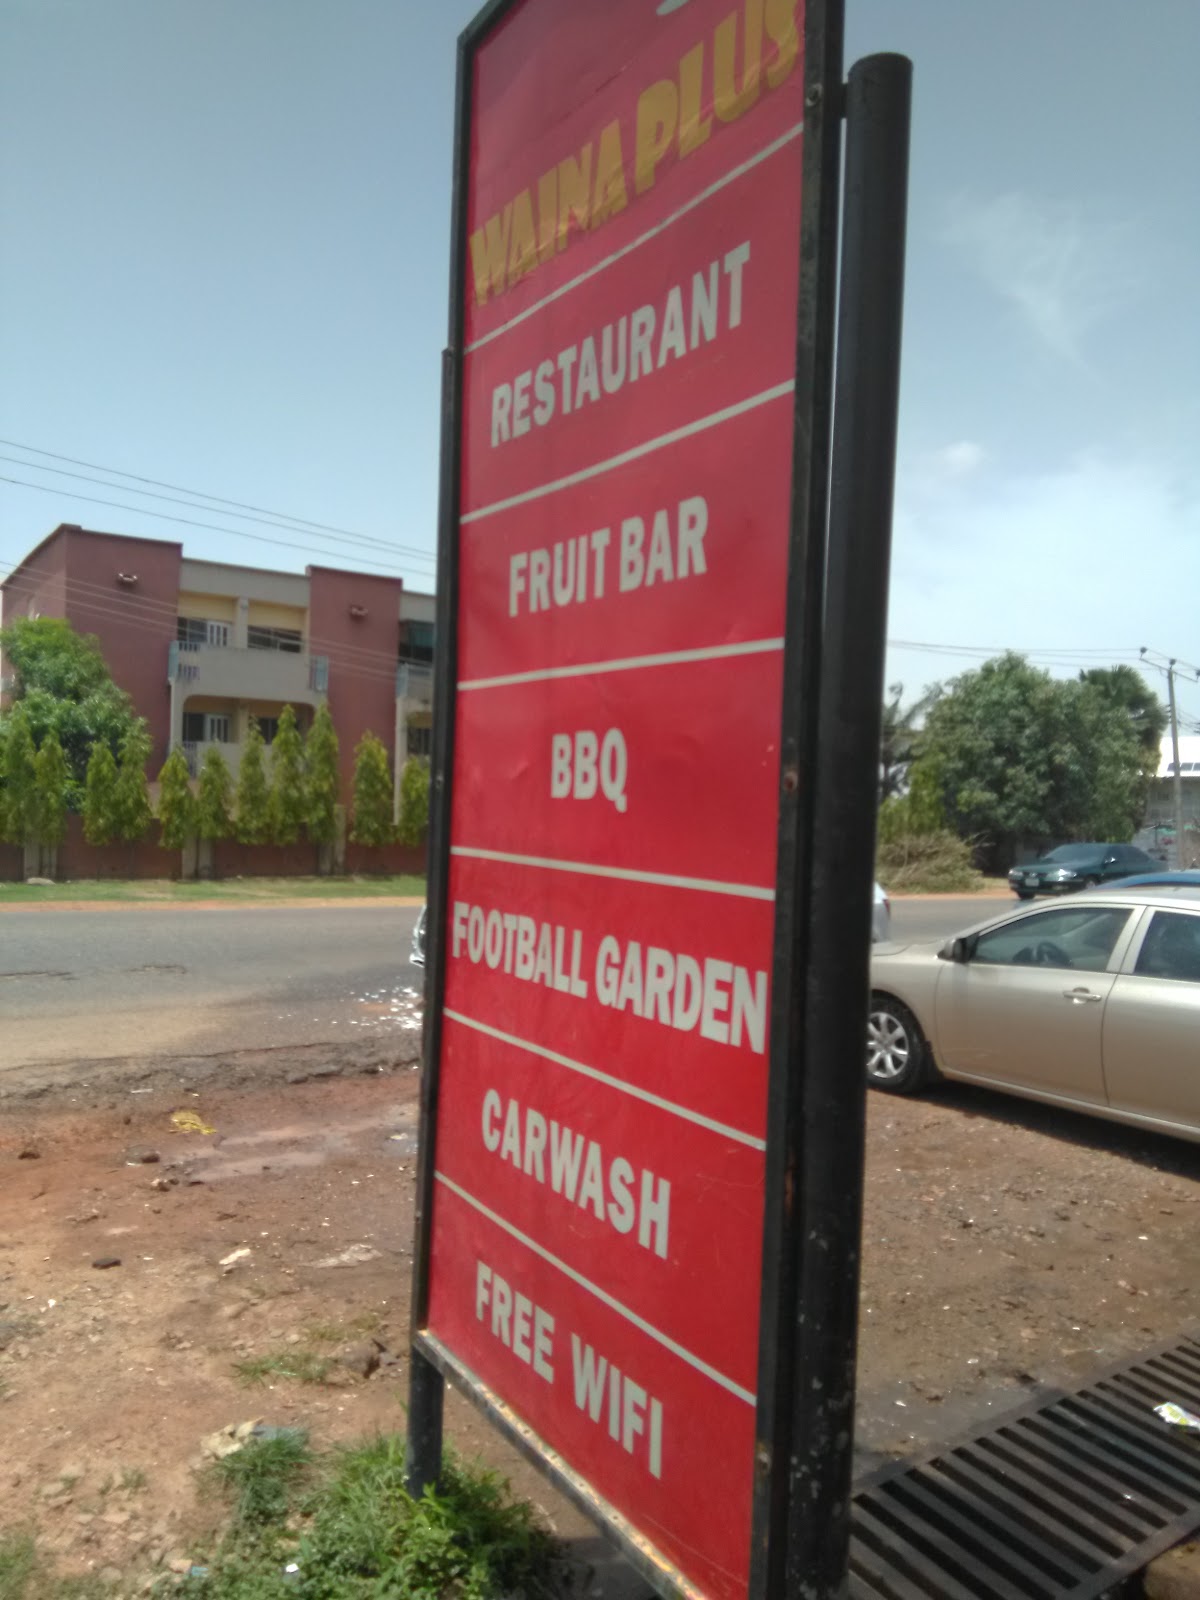 WAINA PLUS
RESTAURANT
FRUIT BAR
BBQ
FOOTBALL GARDEN
CARWASH
FREE WIFI